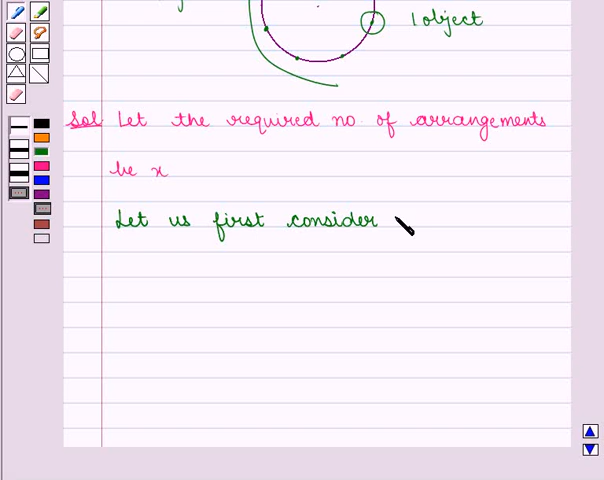 1 object
Sol Let the required no. of arrangements
be x
Let us first consider